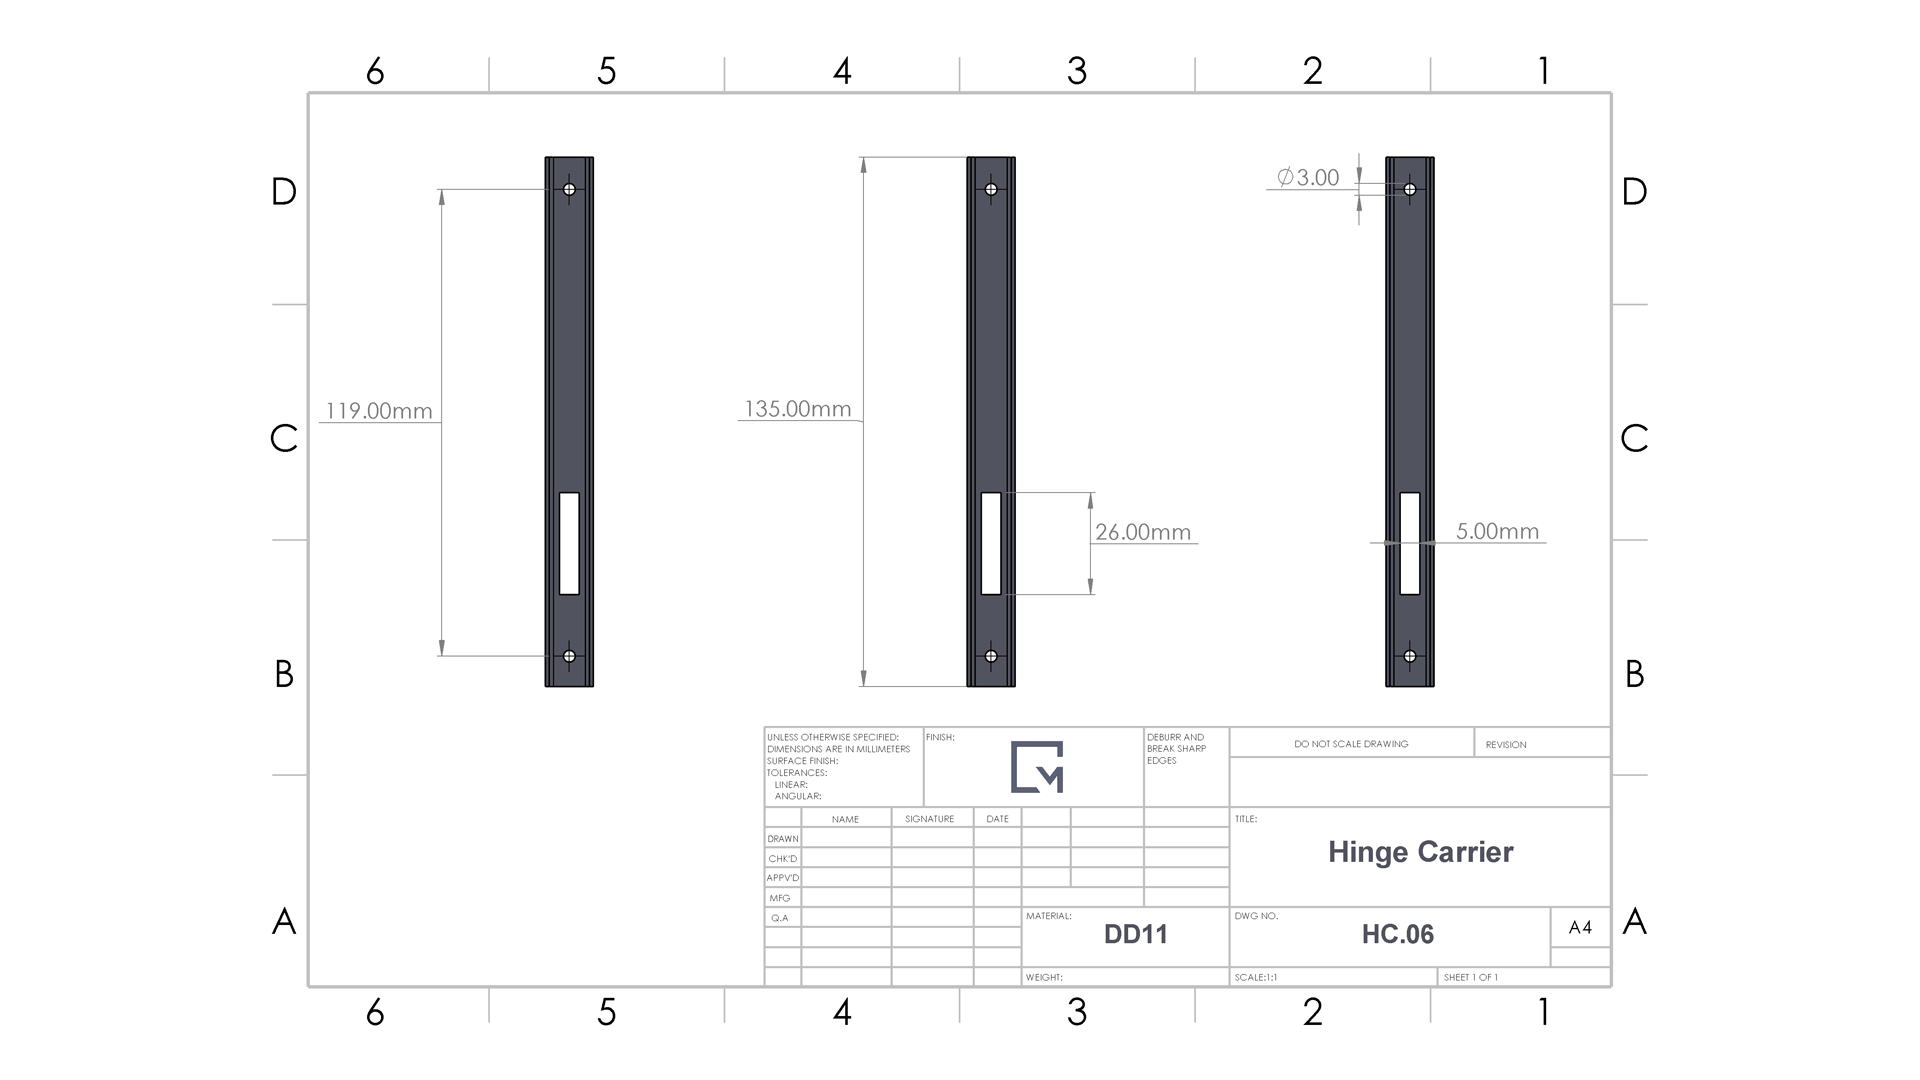 6 5 4 3 2 1
D D
⌀3.00
119.00mm
135.00mm
C C
26.00mm
5.00mm
B B
UNLESS OTHERWISE SPECIFIED:
DIMENSIONS ARE IN MILLIMETERS
SURFACE FINISH:
TOLERANCES:
LINEAR:
ANGULAR:
FINISH:
DEBURR AND
BREAK SHARP
EDGES
DO NOT SCALE DRAWING
REVISION
NAME SIGNATURE DATE
DRAWN
CHK'D
APPV'D
MFG
Q.A
TITLE:
Hinge Carrier
MATERIAL:
DD11
DWG NO.
HC.06
A4
WEIGHT:
SCALE:1:1
SHEET 1 OF 1
A A
6 5 4 3 2 1